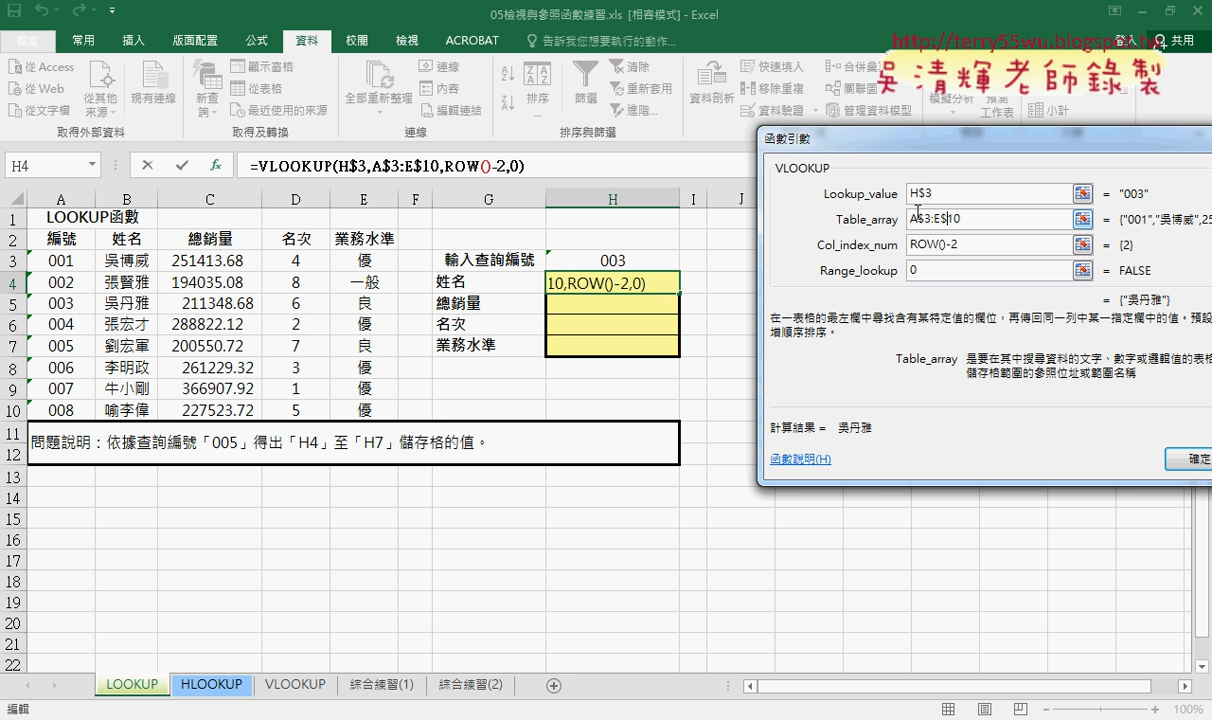 05檢視與參照函數練習.xls [相容模式] - Excel
檔案 常用 插入 版面配置 公式 資料 校閱 檢視 ACROBAT 告訴我您想要執行的動作... 登入 共用
http://terry55wu.blogspot.tw
吳清輝老師錄製
從 Access
從 Web
從文字檔
從其他來源
現有連線
取得外部資料
新查詢
顯示查詢
從表格
最近使用的來源
取得及轉換
全部重新整理
連線
內容
編輯連結
連線
排序...
篩選
清除
重新套用
進階...
排序與篩選
資料剖析
快速填入
移除重複
資料驗證
合併彙算
關聯圖
管理資料模型
模擬分析
預測工作表
小計
H4 fx =VLOOKUP(H$3,A$3:E$10,ROW()-2,0)
A B C D E F G H I J
1 LOOKUP函數
2 編號 姓名 總銷量 名次 業務水準
3 001 吳博威 251413.68 4 優 輸入查詢編號 003
4 002 張賢雅 194035.08 8 一般 姓名 10,ROW()-2,0)
5 003 吳丹雅 211348.68 6 良 總銷量
6 004 張宏才 288822.12 2 優 名次
7 005 劉宏軍 200550.72 7 良 業務水準
8 006 李明政 261229.32 3 優
9 007 牛小剛 366907.92 1 優
10 008 喻李偉 227523.72 5 優
11 問題說明：依據查詢編號「005」得出「H4」至「H7」儲存格的值。
12
13
14
15
16
17
18
19
20
21
22
函數引數
VLOOKUP
Lookup_value H$3 = "003"
Table_array A$3:E$10 = {"001","吳博威",25
Col_index_num ROW()-2 = {2}
Range_lookup 0 = FALSE
= {"吳丹雅"}
在一表格的最左欄中尋找含有某特定值的欄位，再傳回同一列中某一指定欄中的值。預設
增順序排序。
Table_array 是要在其中搜尋資料的文字、數字或邏輯值的表格
儲存格範圍的參照位址或範圍名稱
計算結果 = 吳丹雅
函數說明(H) 確定
LOOKUP HLOOKUP VLOOKUP 綜合練習(1) 綜合練習(2)
編輯 100%